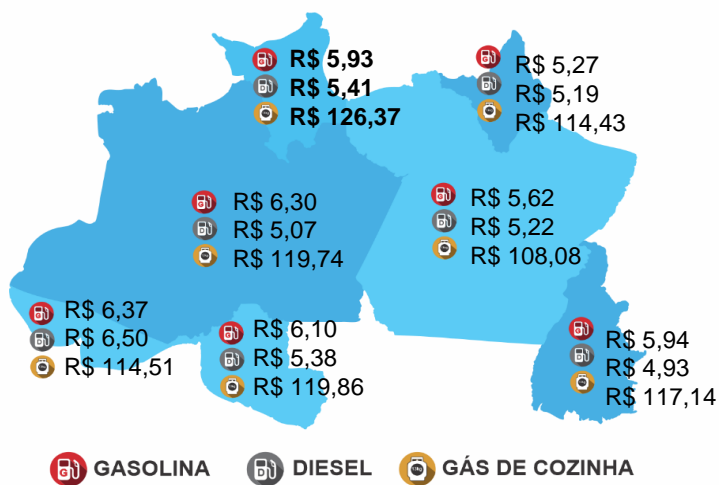 R$ 5,93
R$ 5,41
R$ 126,37
R$ 5,27
R$ 5,19
R$ 114,43
R$ 6,30
R$ 5,07
R$ 119,74
R$ 5,62
R$ 5,22
R$ 108,08
R$ 6,37
R$ 6,50
R$ 114,51
R$ 6,10
R$ 5,38
R$ 119,86
R$ 5,94
R$ 4,93
R$ 117,14
G GASOLINA
D DIESEL
GÁS DE COZINHA